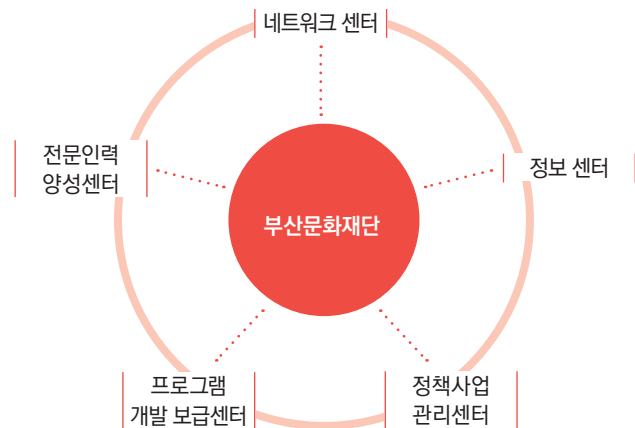 네트워크 센터
전문인력
양성센터
정보 센터
부산문화재단
프로그램
개발 보급센터
정책사업
관리센터